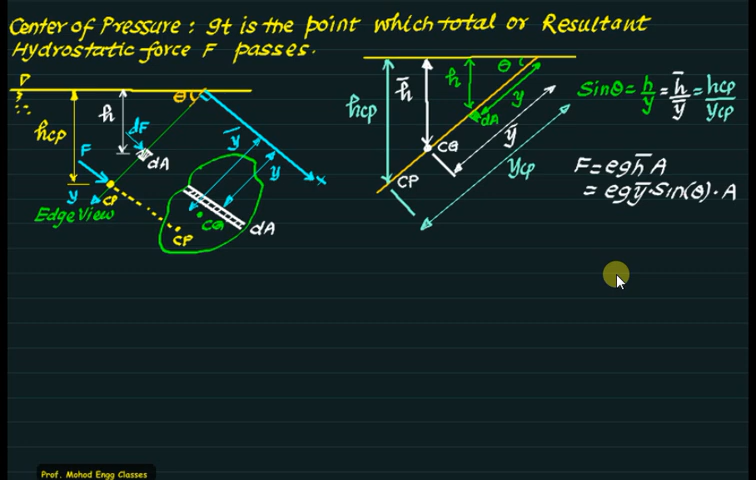 Center of Pressure : It is the point which total or Resultant
Hydrostatic force F passes.
h
θ
hcp
dF
dA
F
y
CP
Edge View
x
ȳ
y
CG
CP
dA
hcp
h̄
h
θ
y
dA
CG
ȳ
CP
ycp
Sinθ = h/y = h̄/ȳ = hcp/ycp
F = ρgh̄A
= ρgȳ·Sin(θ)·A
Prof. Mohod Engg Classes